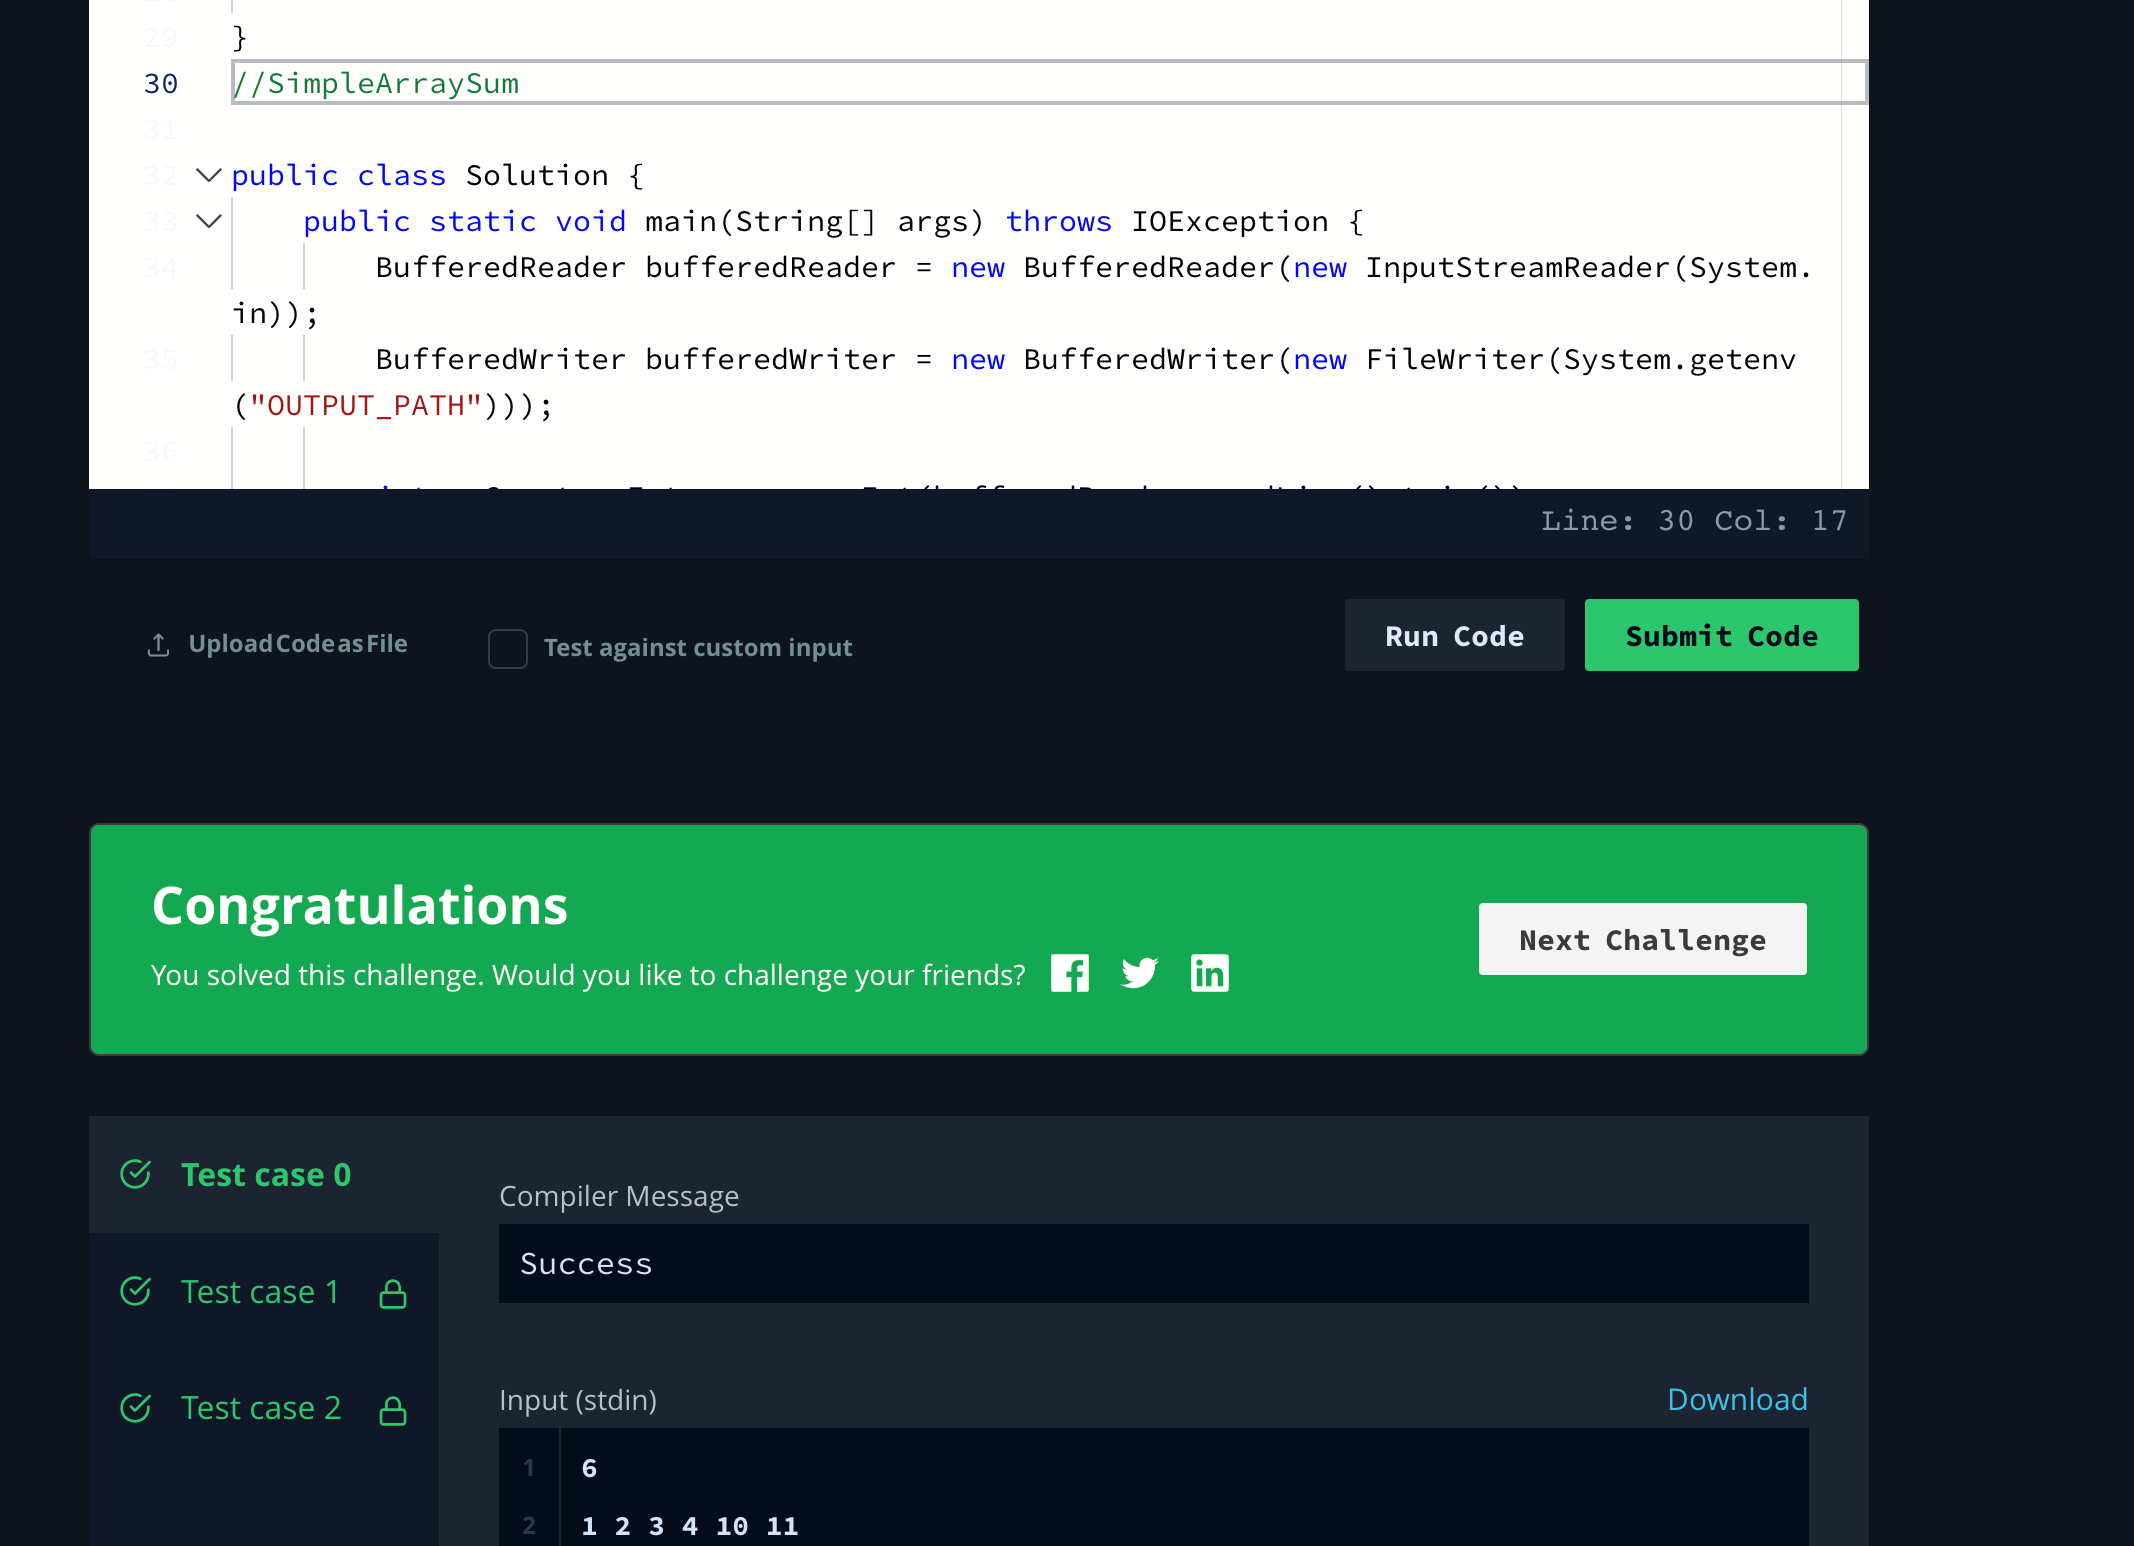 29 }
30 //SimpleArraySum
31
32 public class Solution {
33 public static void main(String[] args) throws IOException {
34 BufferedReader bufferedReader = new BufferedReader(new InputStreamReader(System.
in));
35 BufferedWriter bufferedWriter = new BufferedWriter(new FileWriter(System.getenv
("OUTPUT_PATH")));
36
Line: 30 Col: 17
Upload Code as File
Test against custom input
Run Code
Submit Code
Congratulations
You solved this challenge. Would you like to challenge your friends?
Next Challenge
Test case 0
Test case 1
Test case 2
Compiler Message
Success
Input (stdin)
Download
1 6
2 1 2 3 4 10 11